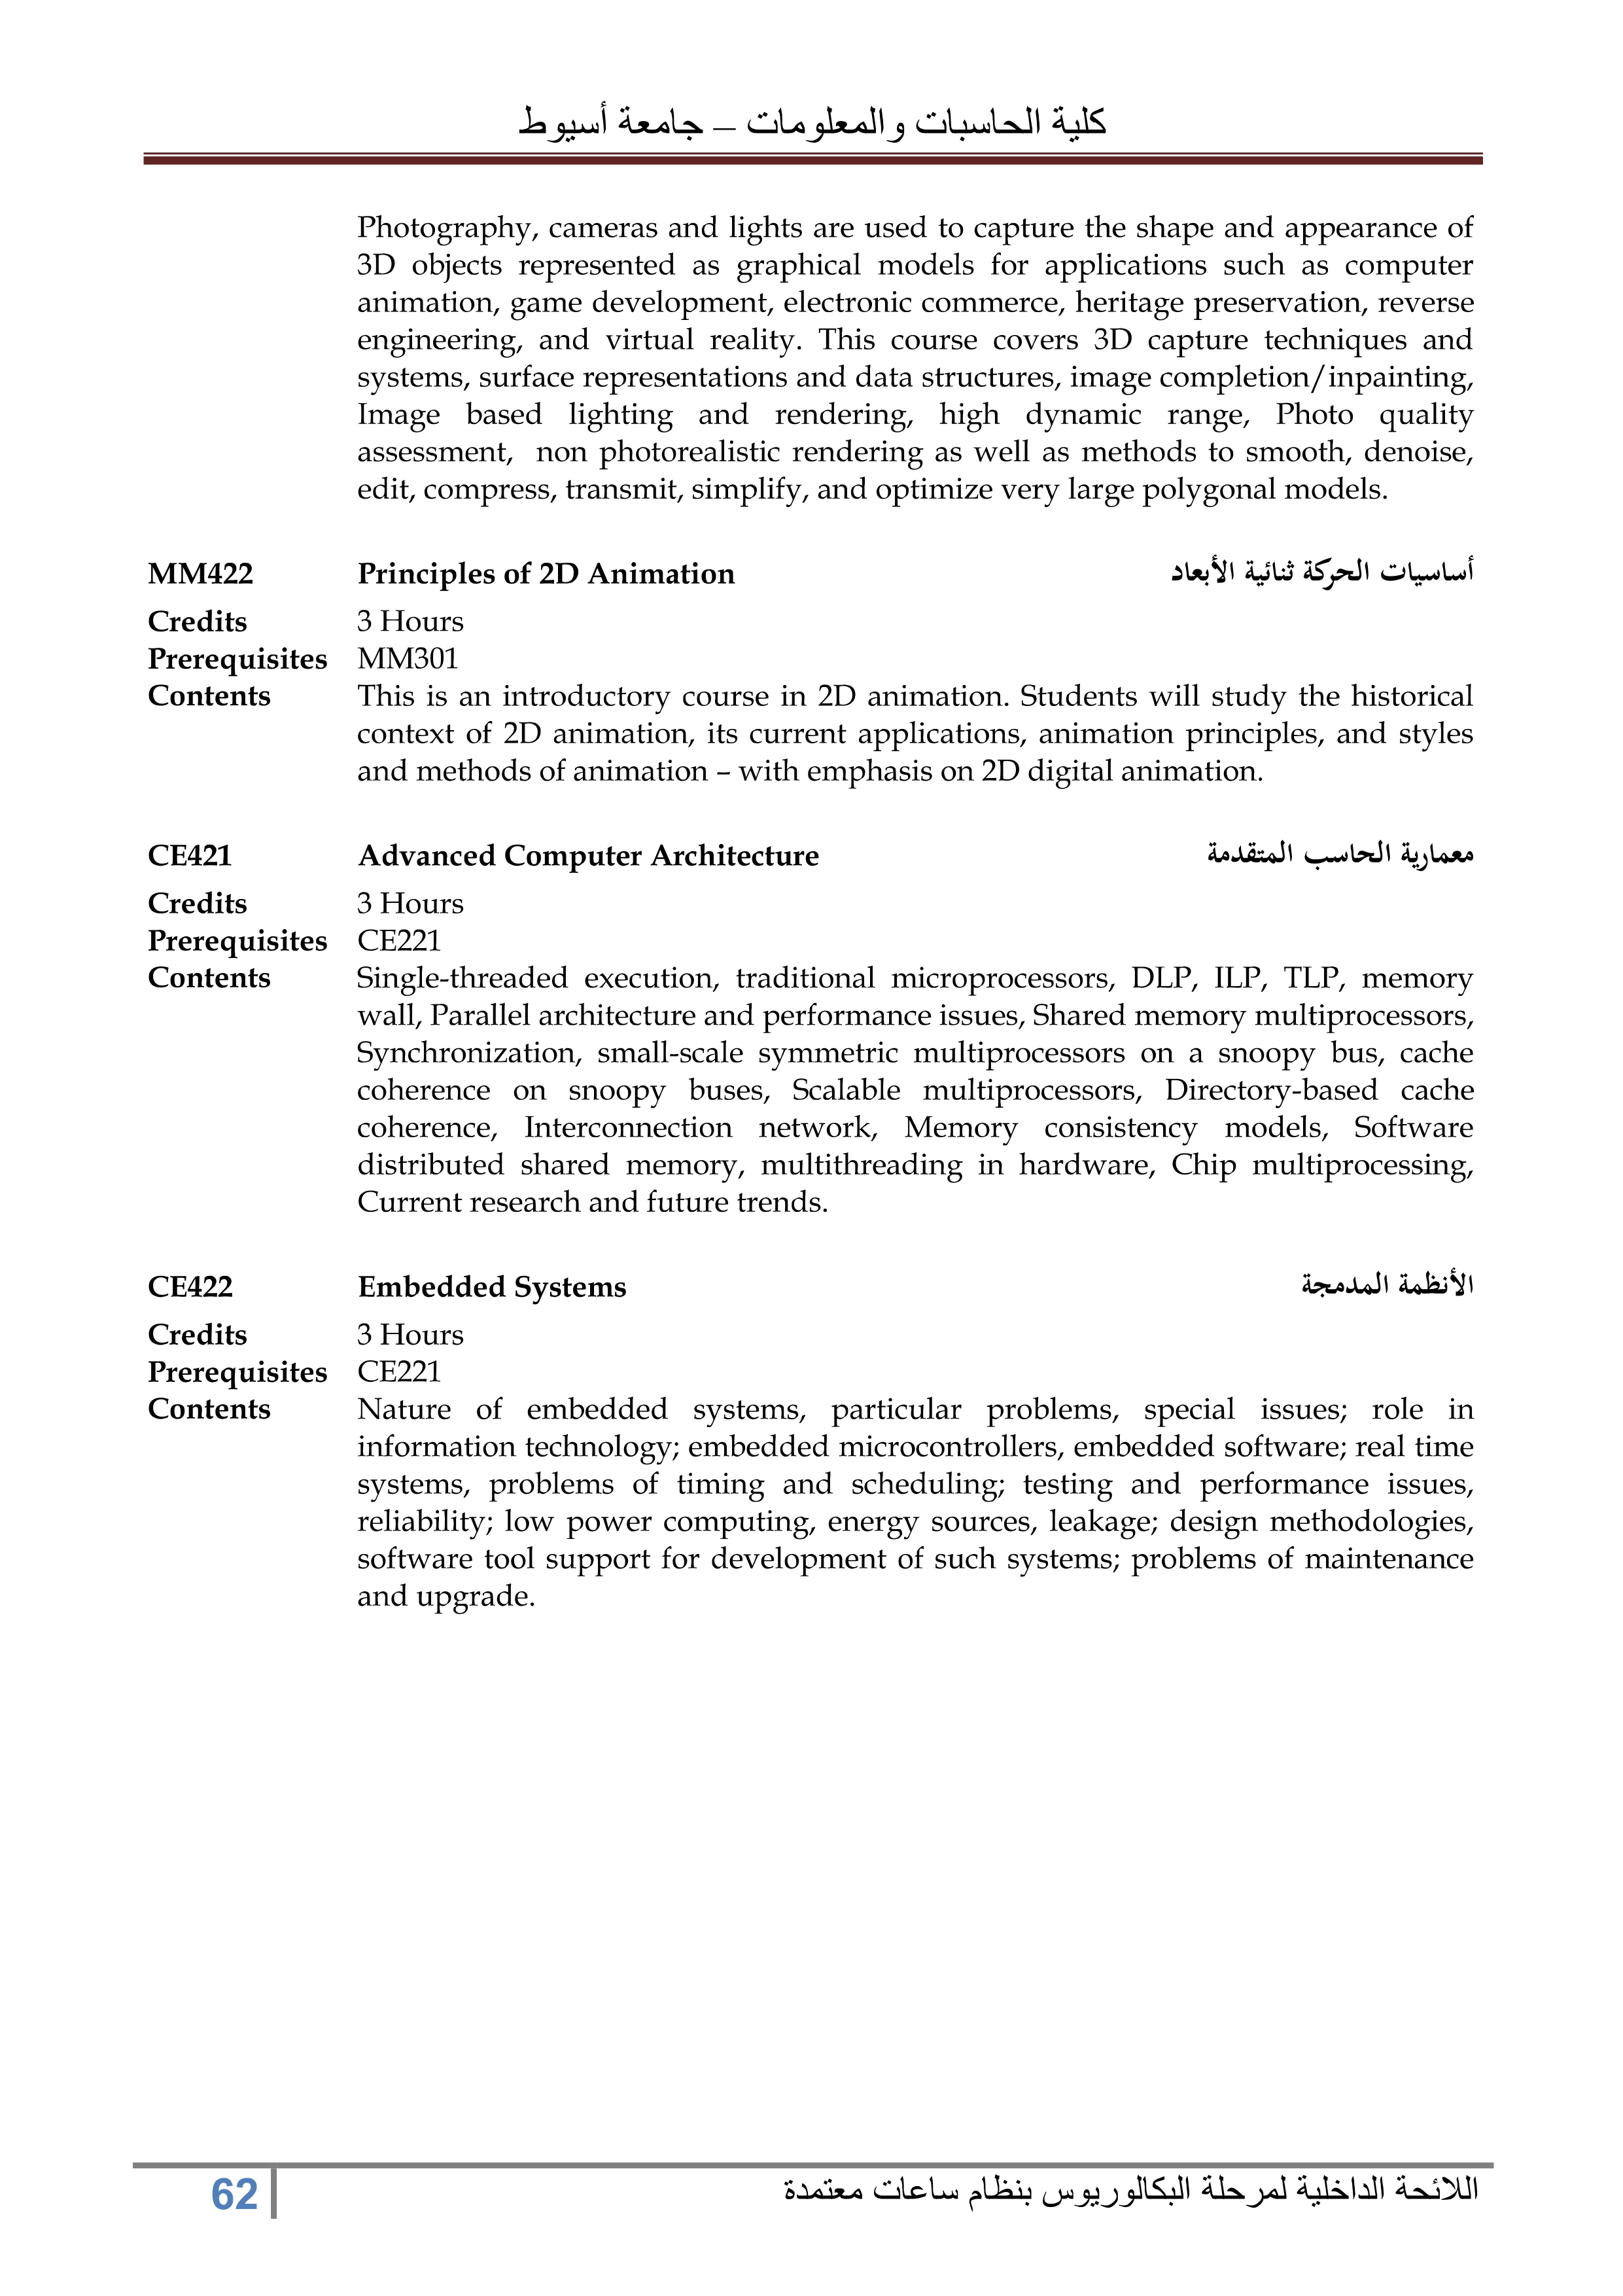 كلية الحاسبات والمعلومات – جامعة أسيوط
Photography, cameras and lights are used to capture the shape and appearance of
3D objects represented as graphical models for applications such as computer
animation, game development, electronic commerce, heritage preservation, reverse
engineering, and virtual reality. This course covers 3D capture techniques and
systems, surface representations and data structures, image completion/inpainting,
Image based lighting and rendering, high dynamic range, Photo quality
assessment, non photorealistic rendering as well as methods to smooth, denoise,
edit, compress, transmit, simplify, and optimize very large polygonal models.
MM422 Principles of 2D Animation أساسيات الحركة ثنائية الأبعاد
Credits 3 Hours
Prerequisites MM301
Contents This is an introductory course in 2D animation. Students will study the historical
context of 2D animation, its current applications, animation principles, and styles
and methods of animation – with emphasis on 2D digital animation.
CE421 Advanced Computer Architecture معمارية الحاسب المتقدمة
Credits 3 Hours
Prerequisites CE221
Contents Single-threaded execution, traditional microprocessors, DLP, ILP, TLP, memory
wall, Parallel architecture and performance issues, Shared memory multiprocessors,
Synchronization, small-scale symmetric multiprocessors on a snoopy bus, cache
coherence on snoopy buses, Scalable multiprocessors, Directory-based cache
coherence, Interconnection network, Memory consistency models, Software
distributed shared memory, multithreading in hardware, Chip multiprocessing,
Current research and future trends.
CE422 Embedded Systems الأنظمة المدمجة
Credits 3 Hours
Prerequisites CE221
Contents Nature of embedded systems, particular problems, special issues; role in
information technology; embedded microcontrollers, embedded software; real time
systems, problems of timing and scheduling; testing and performance issues,
reliability; low power computing, energy sources, leakage; design methodologies,
software tool support for development of such systems; problems of maintenance
and upgrade.
62 اللائحة الداخلية لمرحلة البكالوريوس بنظام ساعات معتمدة